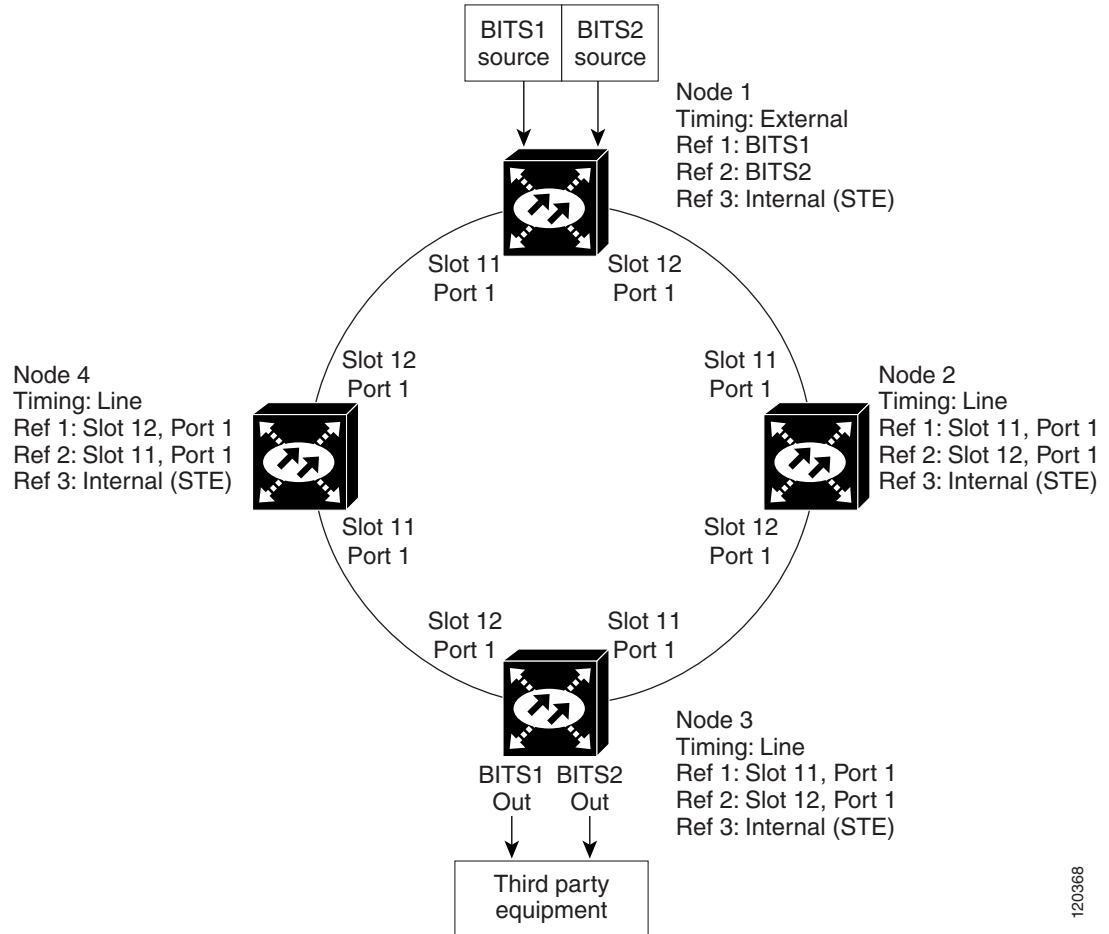 BITS1
source
BITS2
source
Node 1
Timing: External
Ref 1: BITS1
Ref 2: BITS2
Ref 3: Internal (STE)
Slot 11
Port 1
Slot 12
Port 1
Slot 12
Port 1
Slot 11
Port 1
Node 4
Timing: Line
Ref 1: Slot 12, Port 1
Ref 2: Slot 11, Port 1
Ref 3: Internal (STE)
Node 2
Timing: Line
Ref 1: Slot 11, Port 1
Ref 2: Slot 12, Port 1
Ref 3: Internal (STE)
Slot 11
Port 1
Slot 12
Port 1
Slot 12
Port 1
Slot 11
Port 1
Node 3
Timing: Line
Ref 1: Slot 11, Port 1
Ref 2: Slot 12, Port 1
Ref 3: Internal (STE)
BITS1
Out
BITS2
Out
Third party
equipment
120368